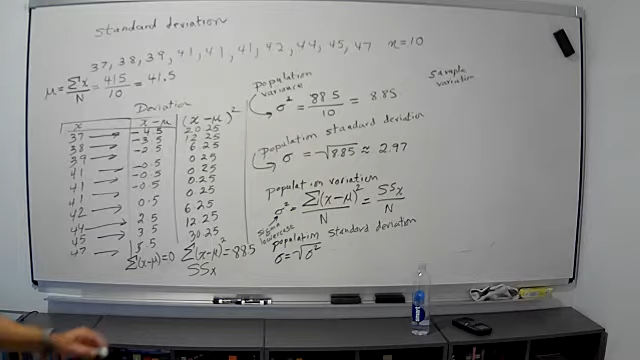 standard deviation
37, 38, 39, 41, 41, 41, 42, 44, 45, 47 n = 10
μ = Σx/N = 415/10 = 41.5
Deviation
x x-μ (x-μ)²
37 → -4.5 20.25
38 → -3.5 12.25
39 → -2.5 6.25
41 → -0.5 0.25
41 → -0.5 0.25
41 → -0.5 0.25
42 → 0.5 0.25
44 → 2.5 6.25
45 → 3.5 12.25
47 → 5.5 30.25
Σ(x-μ)=0 Σ(x-μ)² = 885
SSx
population variance
σ² = 88.5/10 = 8.85
population standard deviation
σ = √8.85 ≈ 2.97
population variation
σ² = Σ(x-μ)²/N = SSx/N
sigma lowercase
population standard deviation
σ = √σ²
sample variation